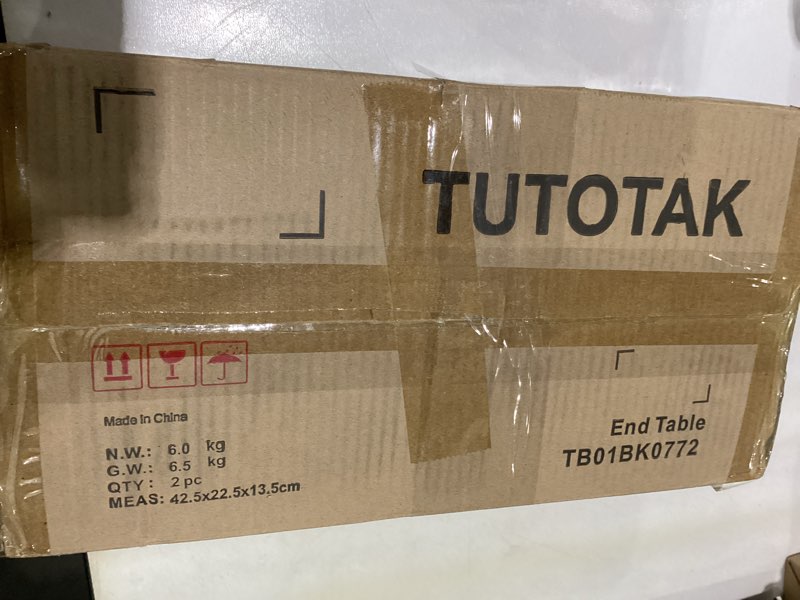 TUTOTAK
Made in China
N.W.: 6.0 kg
G.W.: 6.5 kg
QTY: 2 pc
MEAS: 42.5x22.5x13.5cm
End Table
TB01BK0772